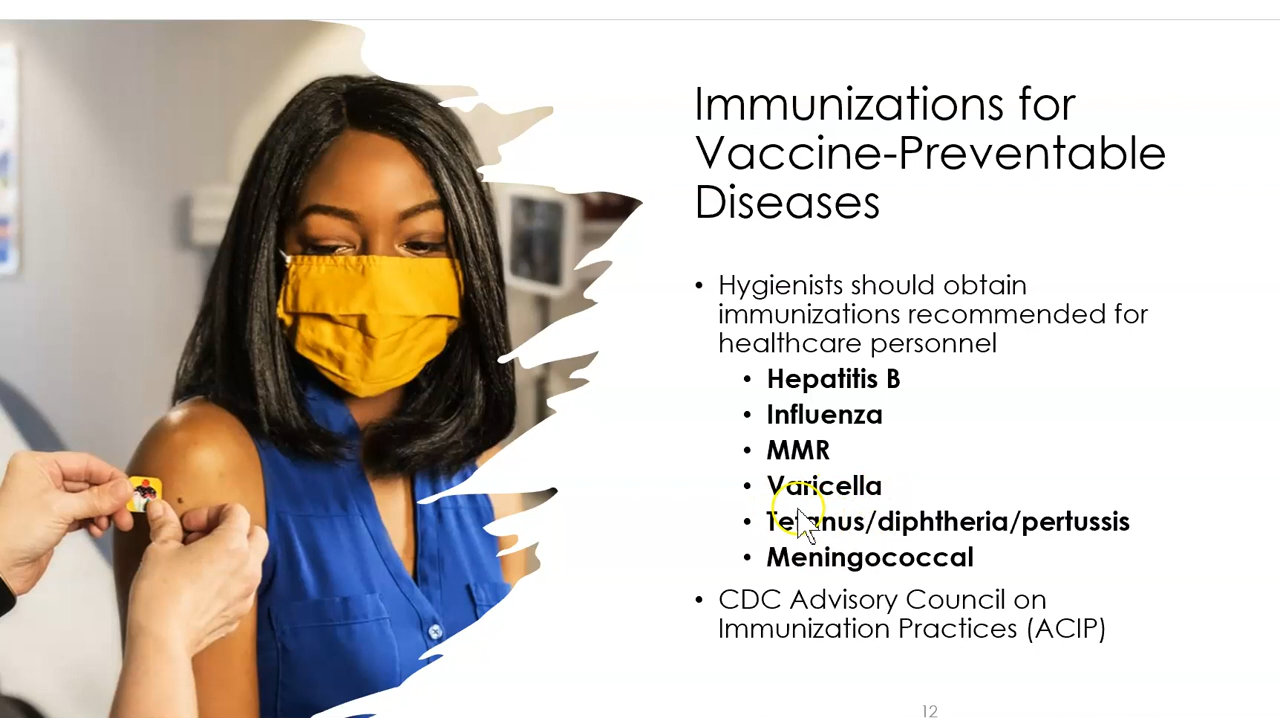 Immunizations for
Vaccine-Preventable
Diseases
• Hygienists should obtain
immunizations recommended for
healthcare personnel
• Hepatitis B
• Influenza
• MMR
• Varicella
• Tetanus/diphtheria/pertussis
• Meningococcal
• CDC Advisory Council on
Immunization Practices (ACIP)
12